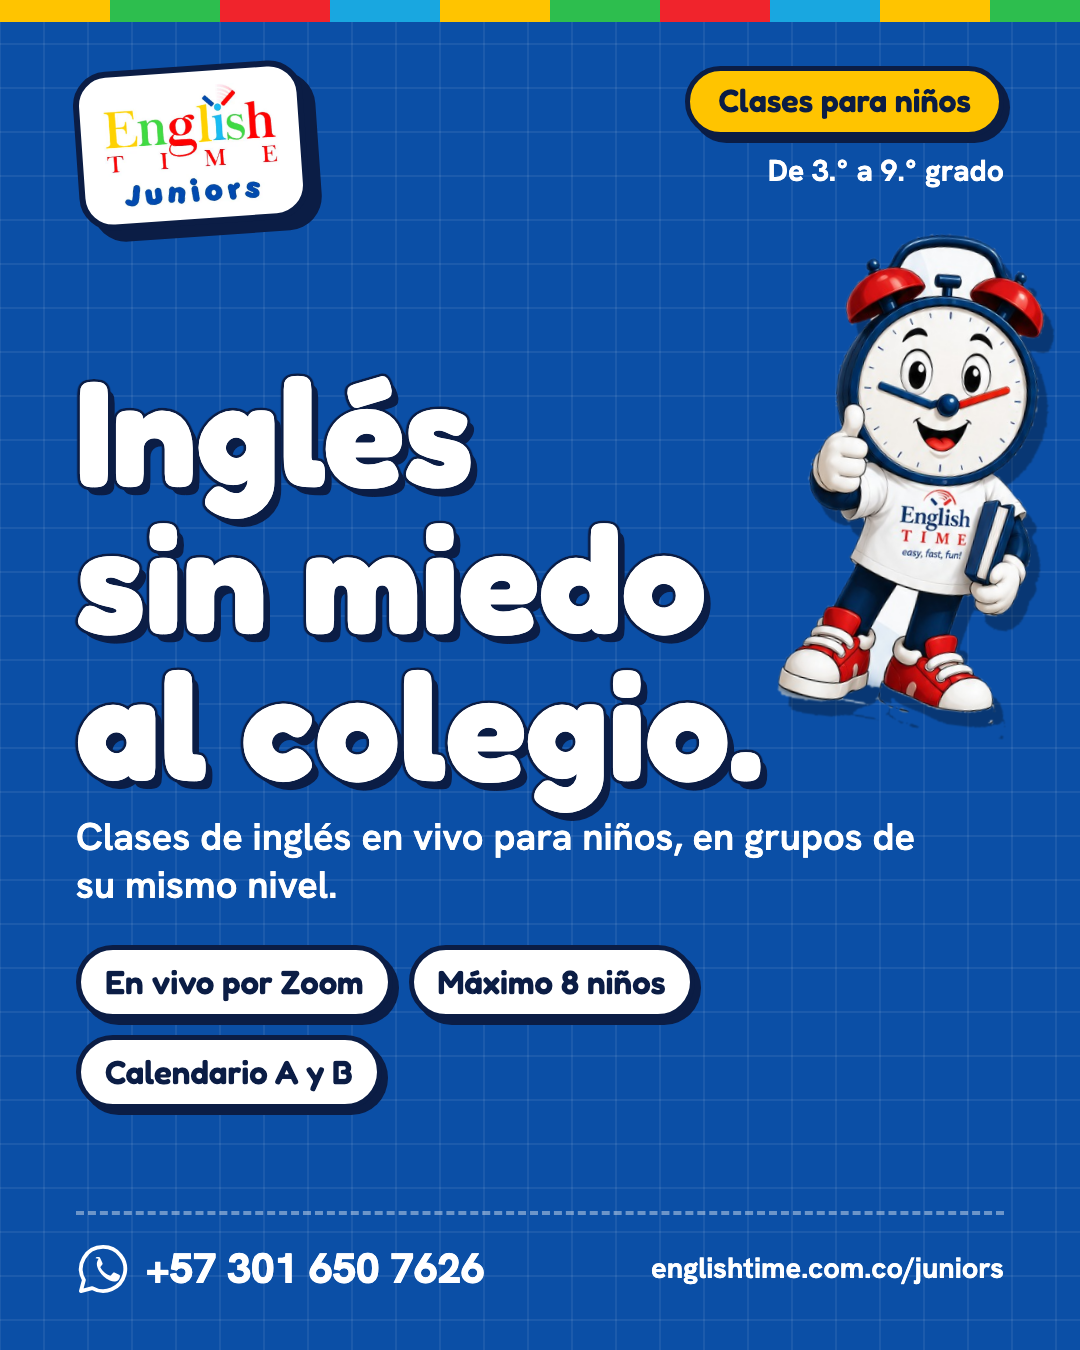 English
TIME
Juniors
Clases para niños
De 3.° a 9.° grado
English
TIME
easy, fast, fun!
Inglés
sin miedo
al colegio.
Clases de inglés en vivo para niños, en grupos de
su mismo nivel.
En vivo por Zoom
Máximo 8 niños
Calendario A y B
+57 301 650 7626
englishtime.com.co/juniors